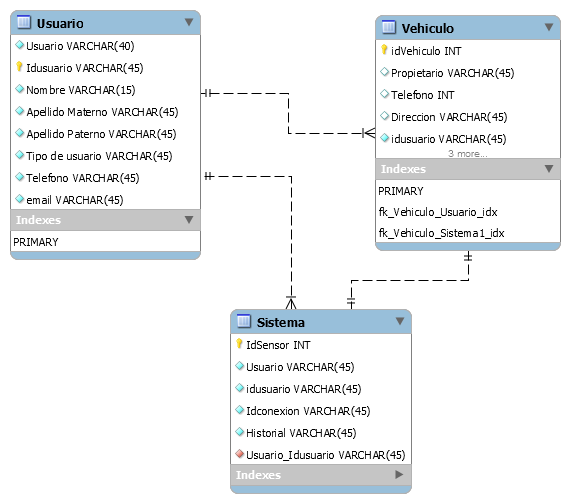 Usuario
Usuario VARCHAR(40)
Idusuario VARCHAR(45)
Nombre VARCHAR(15)
Apellido Materno VARCHAR(45)
Apellido Paterno VARCHAR(45)
Tipo de usuario VARCHAR(45)
Telefono VARCHAR(45)
email VARCHAR(45)
Indexes
PRIMARY
Vehiculo
idVehiculo INT
Propietario VARCHAR(45)
Telefono INT
Direccion VARCHAR(45)
idusuario VARCHAR(45)
3 more...
Indexes
PRIMARY
fk_Vehiculo_Usuario_idx
fk_Vehiculo_Sistema1_idx
Sistema
IdSensor INT
Usuario VARCHAR(45)
idusuario VARCHAR(45)
Idconexion VARCHAR(45)
Historial VARCHAR(45)
Usuario_Idusuario VARCHAR(45)
Indexes